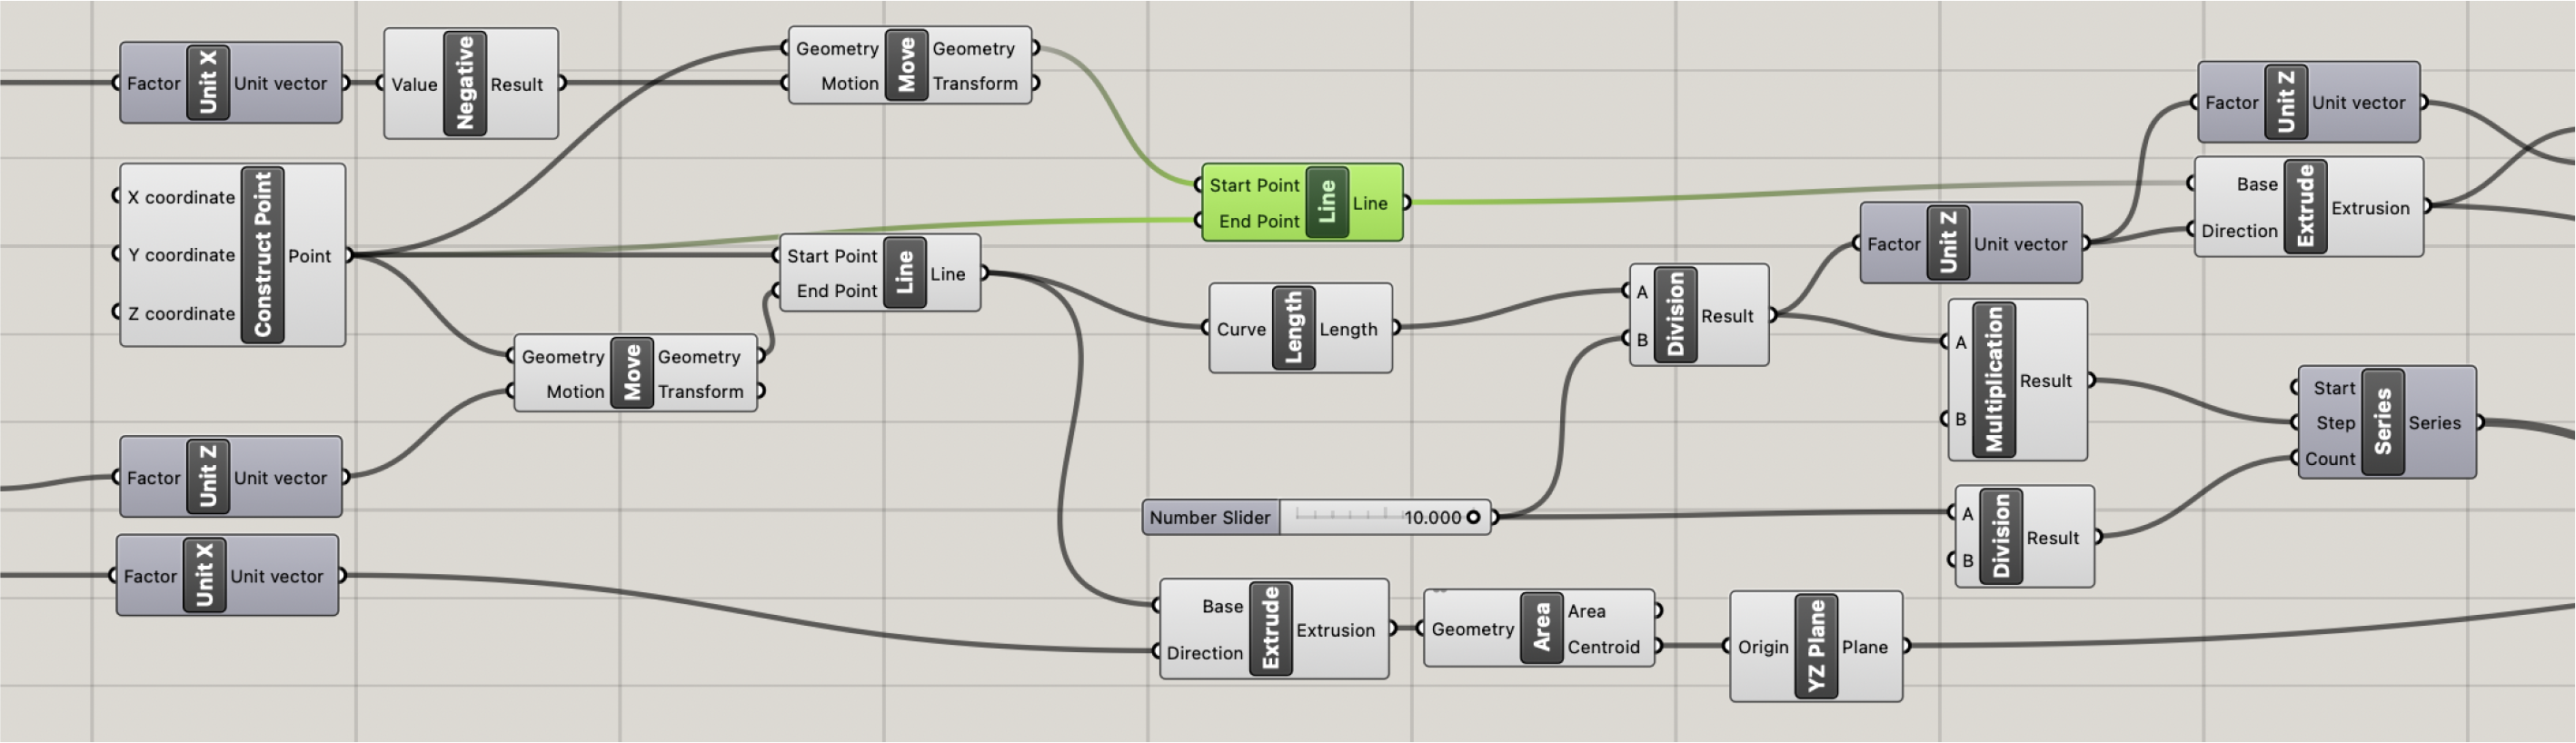 Factor Unit X Unit vector
Value Negative Result
Geometry Move Geometry
Motion Transform
X coordinate
Y coordinate Construct Point Point
Z coordinate
Start Point Line Line
End Point
Start Point Line Line
End Point
Geometry Move Geometry
Motion Transform
Factor Unit Z Unit vector
Factor Unit X Unit vector
Curve Length Length
Number Slider 10.000
Base Extrude Extrusion
Direction
Geometry Area Area
Centroid
Origin YZ Plane Plane
A Division Result
B
Factor Unit Z Unit vector
A Multiplication Result
B
A Division Result
B
Factor Unit Z Unit vector
Base Extrude Extrusion
Direction
Start
Step Series Series
Count